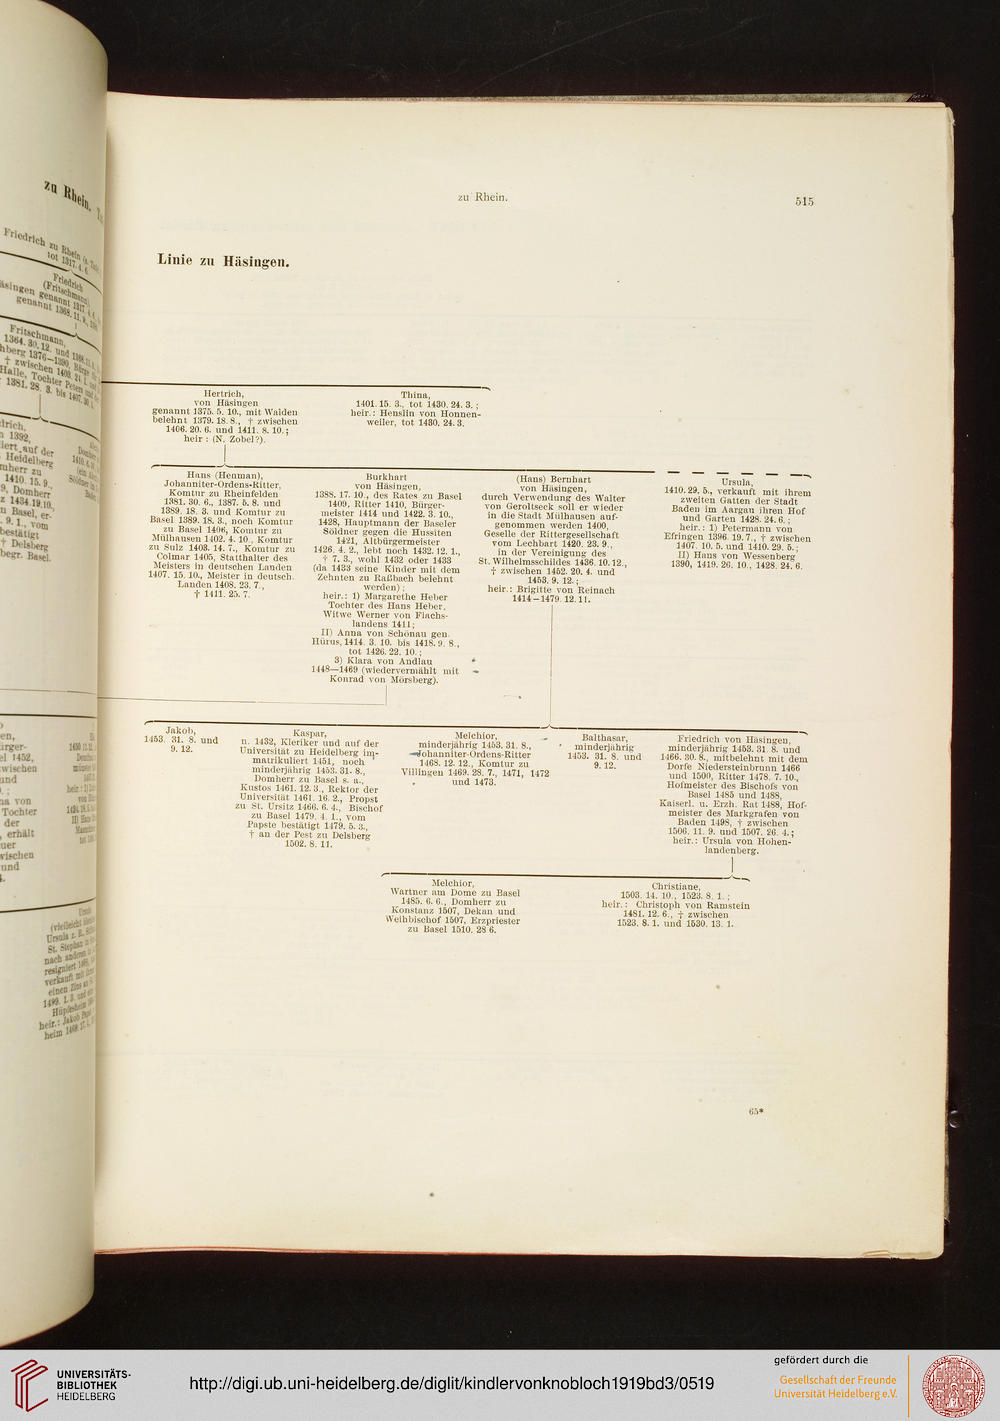 zu Rhein.
515
Linie zu Häsingen.
Hertrich,
von Häsingen
genannt 1375. 5. 10., mit Walden
belehnt 1379. 18. 8., † zwischen
1406. 20. 6. und 1411. 8. 10.;
heir.: (N. Zobel?).
Thina,
1401. 15. 3., tot 1430. 24. 3.;
heir.: Henslin von Honnen-
weiler, tot 1430. 24. 3.
Hans (Henman),
Johanniter-Ordens-Ritter,
Komtur zu Rheinfelden
1381. 30. 6., 1387. 5. 8. und
1389. 18. 3. und Komtur zu
Basel 1389. 18. 3., noch Komtur
zu Basel 1406, Komtur zu
Mülhausen 1402. 4. 10., Komtur
zu Sulz 1403. 14. 7., Komtur zu
Colmar 1405, Statthalter des
Meisters in deutschen Landen
1407. 15. 10., Meister in deutsch.
Landen 1408. 23. 7.,
† 1411. 25. 7.
Burkhart
von Häsingen,
1388. 17. 10., des Rates zu Basel
1409, Ritter 1410, Bürger-
meister 1414 und 1422. 3. 10.,
1428, Hauptmann der Baseler
Söldner gegen die Hussiten
1421, Altbürgermeister
1426. 4. 2., lebt noch 1432. 12. 1.,
† 7. 3., wohl 1432 oder 1433
(da 1433 seine Kinder mit dem
Zehnten zu Raßbach belehnt
werden);
heir.: 1) Margarethe Heber
Tochter des Hans Heber,
Witwe Werner von Flachs-
landens 1411;
II) Anna von Schönau gen.
Hürus, 1414. 3. 10. bis 1418. 9. 8.,
tot 1426. 22. 10.;
3) Klara von Andlau
1448—1469 (wiedervermählt mit
Konrad von Mörsberg).
(Hans) Bernhart
von Häsingen,
durch Verwendung des Walter
von Geroltseck soll er wieder
in die Stadt Mülhausen auf-
genommen werden 1409,
Geselle der Rittergesellschaft
vom Lechbart 1420. 23. 9.,
in der Vereinigung des
St. Wilhelmsschildes 1436. 10. 12.,
† zwischen 1452. 20. 4. und
1453. 9. 12.;
heir.: Brigitte von Reinach
1414—1479. 12. 11.
Ursula,
1410. 29. 5., verkauft mit ihrem
zweiten Gatten der Stadt
Baden im Aargau ihren Hof
und Garten 1428. 24. 6.;
heir.: 1) Petermann von
Efringen 1396. 19. 7., † zwischen
1407. 10. 5. und 1410. 29. 5.;
II) Hans von Wessenberg
1390, 1419. 26. 10., 1428. 24. 6.
Jakob,
1453. 31. 8. und
9. 12.
Kaspar,
n. 1432, Kleriker und auf der
Universität zu Heidelberg im-
matrikuliert 1451, noch
minderjährig 1453. 31. 8.,
Domherr zu Basel s. a.,
Kustos 1461. 12. 3., Rektor der
Universität 1461. 16. 2., Propst
zu St. Ursitz 1466. 6. 4., Bischof
zu Basel 1479. 4. 1., vom
Papste bestätigt 1479. 5. 3.,
† an der Pest zu Delsberg
1502. 8. 11.
Melchior,
minderjährig 1453. 31. 8.,
Johanniter-Ordens-Ritter
1468. 12. 12., Komtur zu
Villingen 1469. 28. 7., 1471, 1472
und 1473.
Balthasar,
minderjährig
1453. 31. 8. und
9. 12.
Friedrich von Häsingen,
minderjährig 1453. 31. 8. und
1466. 30. 8., mitbelehnt mit dem
Dorfe Niedersteinbrunn 1466
und 1500, Ritter 1478. 7. 10.,
Hofmeister des Bischofs von
Basel 1485 und 1488,
Kaiserl. u. Erzh. Rat 1488, Hof-
meister des Markgrafen von
Baden 1498, † zwischen
1506. 11. 9. und 1507. 26. 4.;
heir.: Ursula von Hohen-
landenberg.
Melchior,
Wartner am Dome zu Basel
1485. 6. 6., Domherr zu
Konstanz 1507, Dekan und
Weihbischof 1507, Erzpriester
zu Basel 1510. 28 6.
Christiane,
1503. 14. 10., 1523. 8. 1.;
heir.: Christoph von Ramstein
1481. 12. 6., † zwischen
1523. 8. 1. und 1530. 13. 1.
65*
UNIVERSITÄTS-
BIBLIOTHEK
HEIDELBERG
http://digi.ub.uni-heidelberg.de/diglit/kindlervonknobloch1919bd3/0519
gefördert durch die
Gesellschaft der Freunde
Universität Heidelberg e.V.